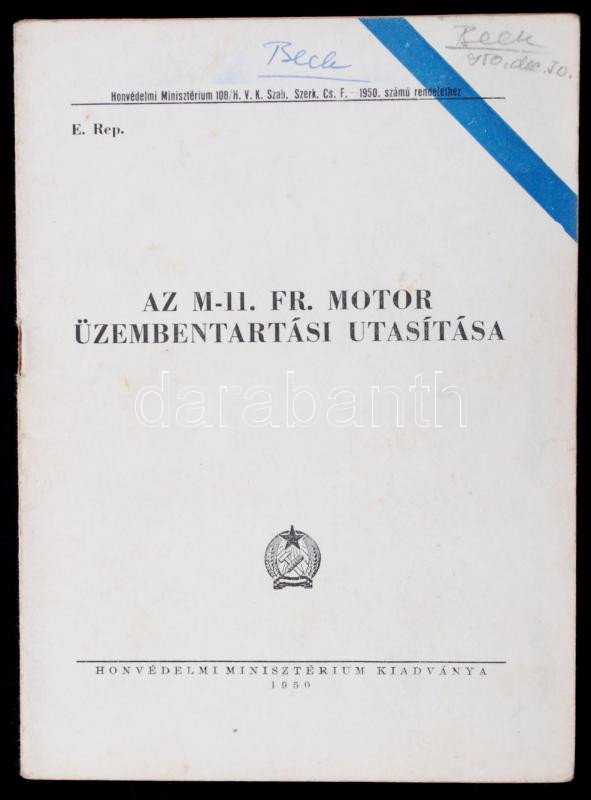 Beck
Beck
950. dec. 30.
Honvédelmi Minisztérium 108/H. V. K. Szab. Szerk. Cs. F. – 1950. számú rendelethez
E. Rep.
AZ M-11. FR. MOTOR
ÜZEMBENTARTÁSI UTASÍTÁSA
darabanth
HONVÉDELMI MINISZTÉRIUM KIADVÁNYA
1950